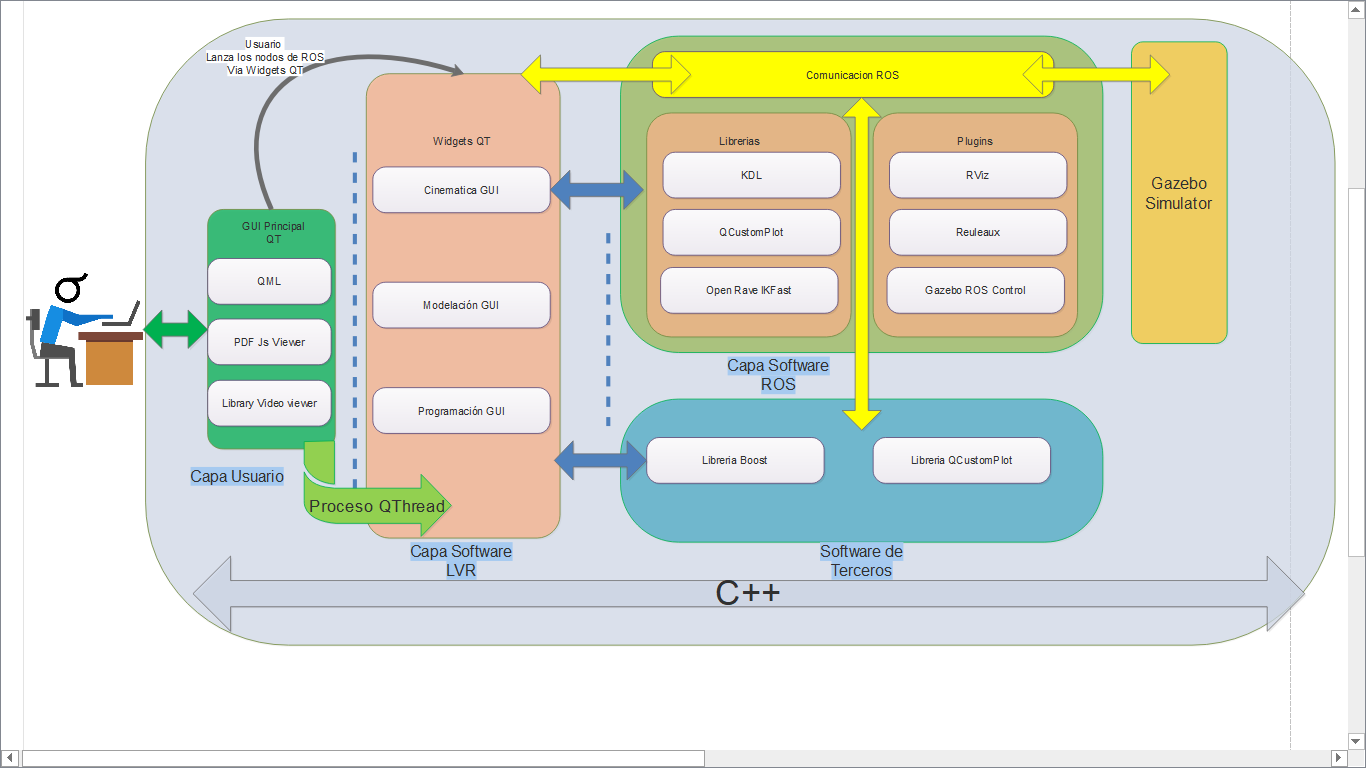 Usuario
Lanza los nodos de ROS
Via Widgets QT
GUI Principal
QT
QML
PDF Js Viewer
Library Video viewer
Capa Usuario
Proceso QThread
Widgets QT
Cinematica GUI
Modelación GUI
Programación GUI
Capa Software
LVR
Comunicacion ROS
Librerias
KDL
QCustomPlot
Open Rave IKFast
Plugins
RViz
Reuleaux
Gazebo ROS Control
Capa Software
ROS
Gazebo
Simulator
Libreria Boost
Libreria QCustomPlot
Software de
Terceros
C++